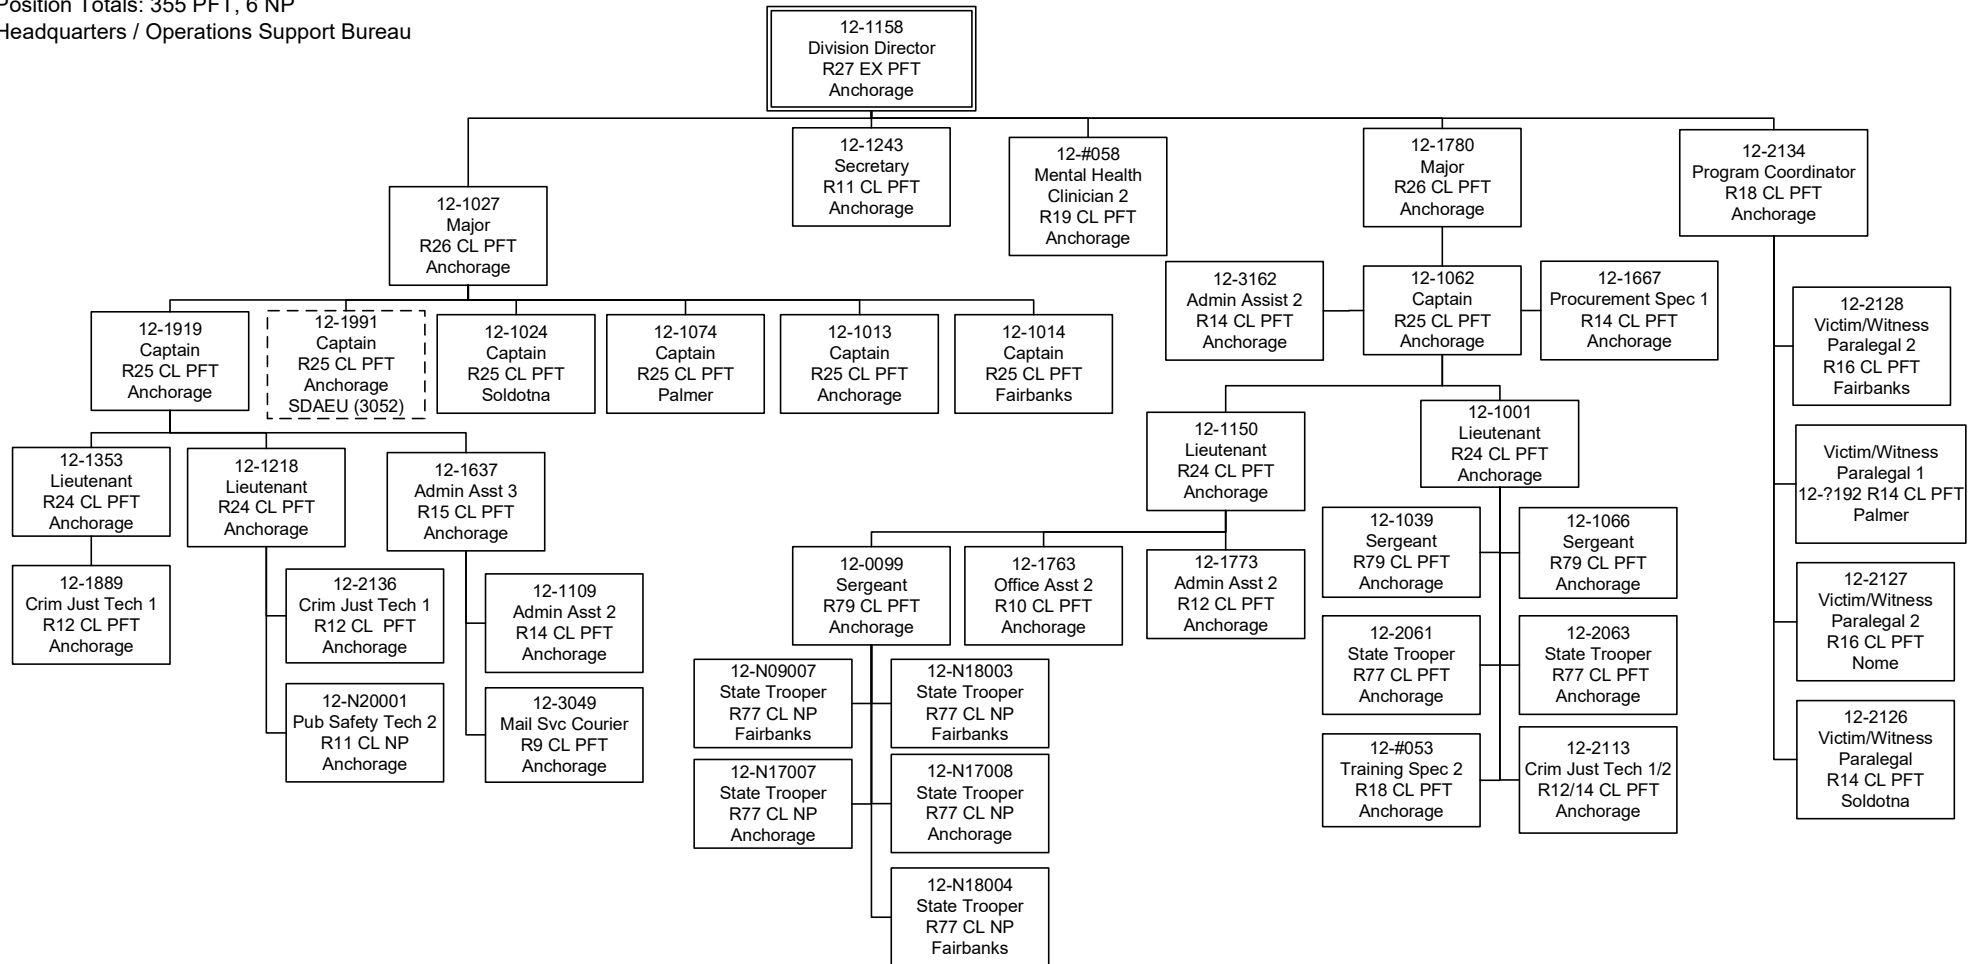 Position Totals: 355 PFT, 6 NP
Headquarters / Operations Support Bureau
12-1158
Division Director
R27 EX PFT
Anchorage
12-1027
Major
R26 CL PFT
Anchorage
12-1243
Secretary
R11 CL PFT
Anchorage
12-#058
Mental Health
Clinician 2
R19 CL PFT
Anchorage
12-1780
Major
R26 CL PFT
Anchorage
12-2134
Program Coordinator
R18 CL PFT
Anchorage
12-1919
Captain
R25 CL PFT
Anchorage
12-1991
Captain
R25 CL PFT
Anchorage
SDAEU (3052)
12-1024
Captain
R25 CL PFT
Soldotna
12-1074
Captain
R25 CL PFT
Palmer
12-1013
Captain
R25 CL PFT
Anchorage
12-1014
Captain
R25 CL PFT
Fairbanks
12-3162
Admin Assist 2
R14 CL PFT
Anchorage
12-1062
Captain
R25 CL PFT
Anchorage
12-1667
Procurement Spec 1
R14 CL PFT
Anchorage
12-1353
Lieutenant
R24 CL PFT
Anchorage
12-1218
Lieutenant
R24 CL PFT
Anchorage
12-1637
Admin Asst 3
R15 CL PFT
Anchorage
12-1889
Crim Just Tech 1
R12 CL PFT
Anchorage
12-2136
Crim Just Tech 1
R12 CL  PFT
Anchorage
12-N20001
Pub Safety Tech 2
R11 CL NP
Anchorage
12-1109
Admin Asst 2
R14 CL PFT
Anchorage
12-3049
Mail Svc Courier
R9 CL PFT
Anchorage
12-1150
Lieutenant
R24 CL PFT
Anchorage
12-1001
Lieutenant
R24 CL PFT
Anchorage
12-0099
Sergeant
R79 CL PFT
Anchorage
12-1763
Office Asst 2
R10 CL PFT
Anchorage
12-1773
Admin Asst 2
R12 CL PFT
Anchorage
12-N09007
State Trooper
R77 CL NP
Fairbanks
12-N18003
State Trooper
R77 CL NP
Fairbanks
12-N17007
State Trooper
R77 CL NP
Anchorage
12-N17008
State Trooper
R77 CL NP
Anchorage
12-N18004
State Trooper
R77 CL NP
Fairbanks
12-1039
Sergeant
R79 CL PFT
Anchorage
12-1066
Sergeant
R79 CL PFT
Anchorage
12-2061
State Trooper
R77 CL PFT
Anchorage
12-2063
State Trooper
R77 CL PFT
Anchorage
12-#053
Training Spec 2
R18 CL PFT
Anchorage
12-2113
Crim Just Tech 1/2
R12/14 CL PFT
Anchorage
12-2128
Victim/Witness
Paralegal 2
R16 CL PFT
Fairbanks
Victim/Witness
Paralegal 1
12-?192 R14 CL PFT
Palmer
12-2127
Victim/Witness
Paralegal 2
R16 CL PFT
Nome
12-2126
Victim/Witness
Paralegal
R14 CL PFT
Soldotna